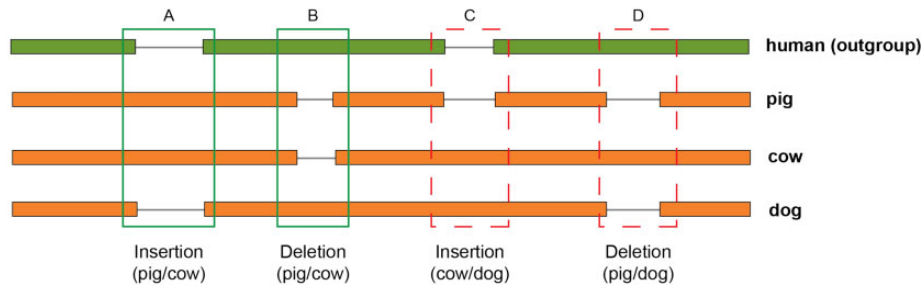 A
B
C
D
human (outgroup)
pig
cow
dog
Insertion
(pig/cow)
Deletion
(pig/cow)
Insertion
(cow/dog)
Deletion
(pig/dog)